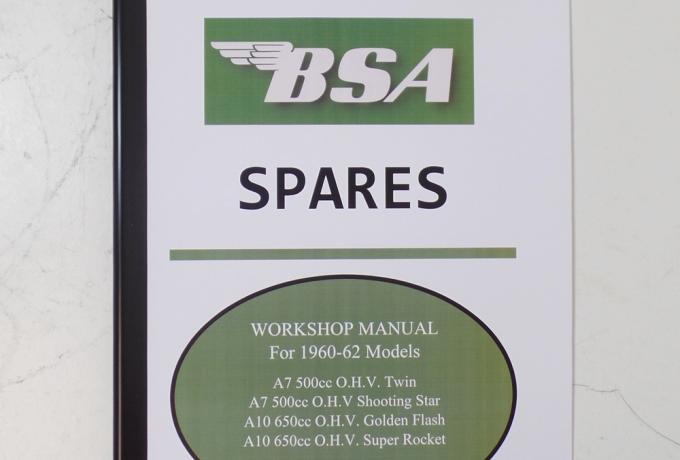 BSA
SPARES
WORKSHOP MANUAL
For 1960-62 Models
A7 500cc O.H.V. Twin
A7 500cc O.H.V Shooting Star
A10 650cc O.H.V. Golden Flash
A10 650cc O.H.V. Super Rocket